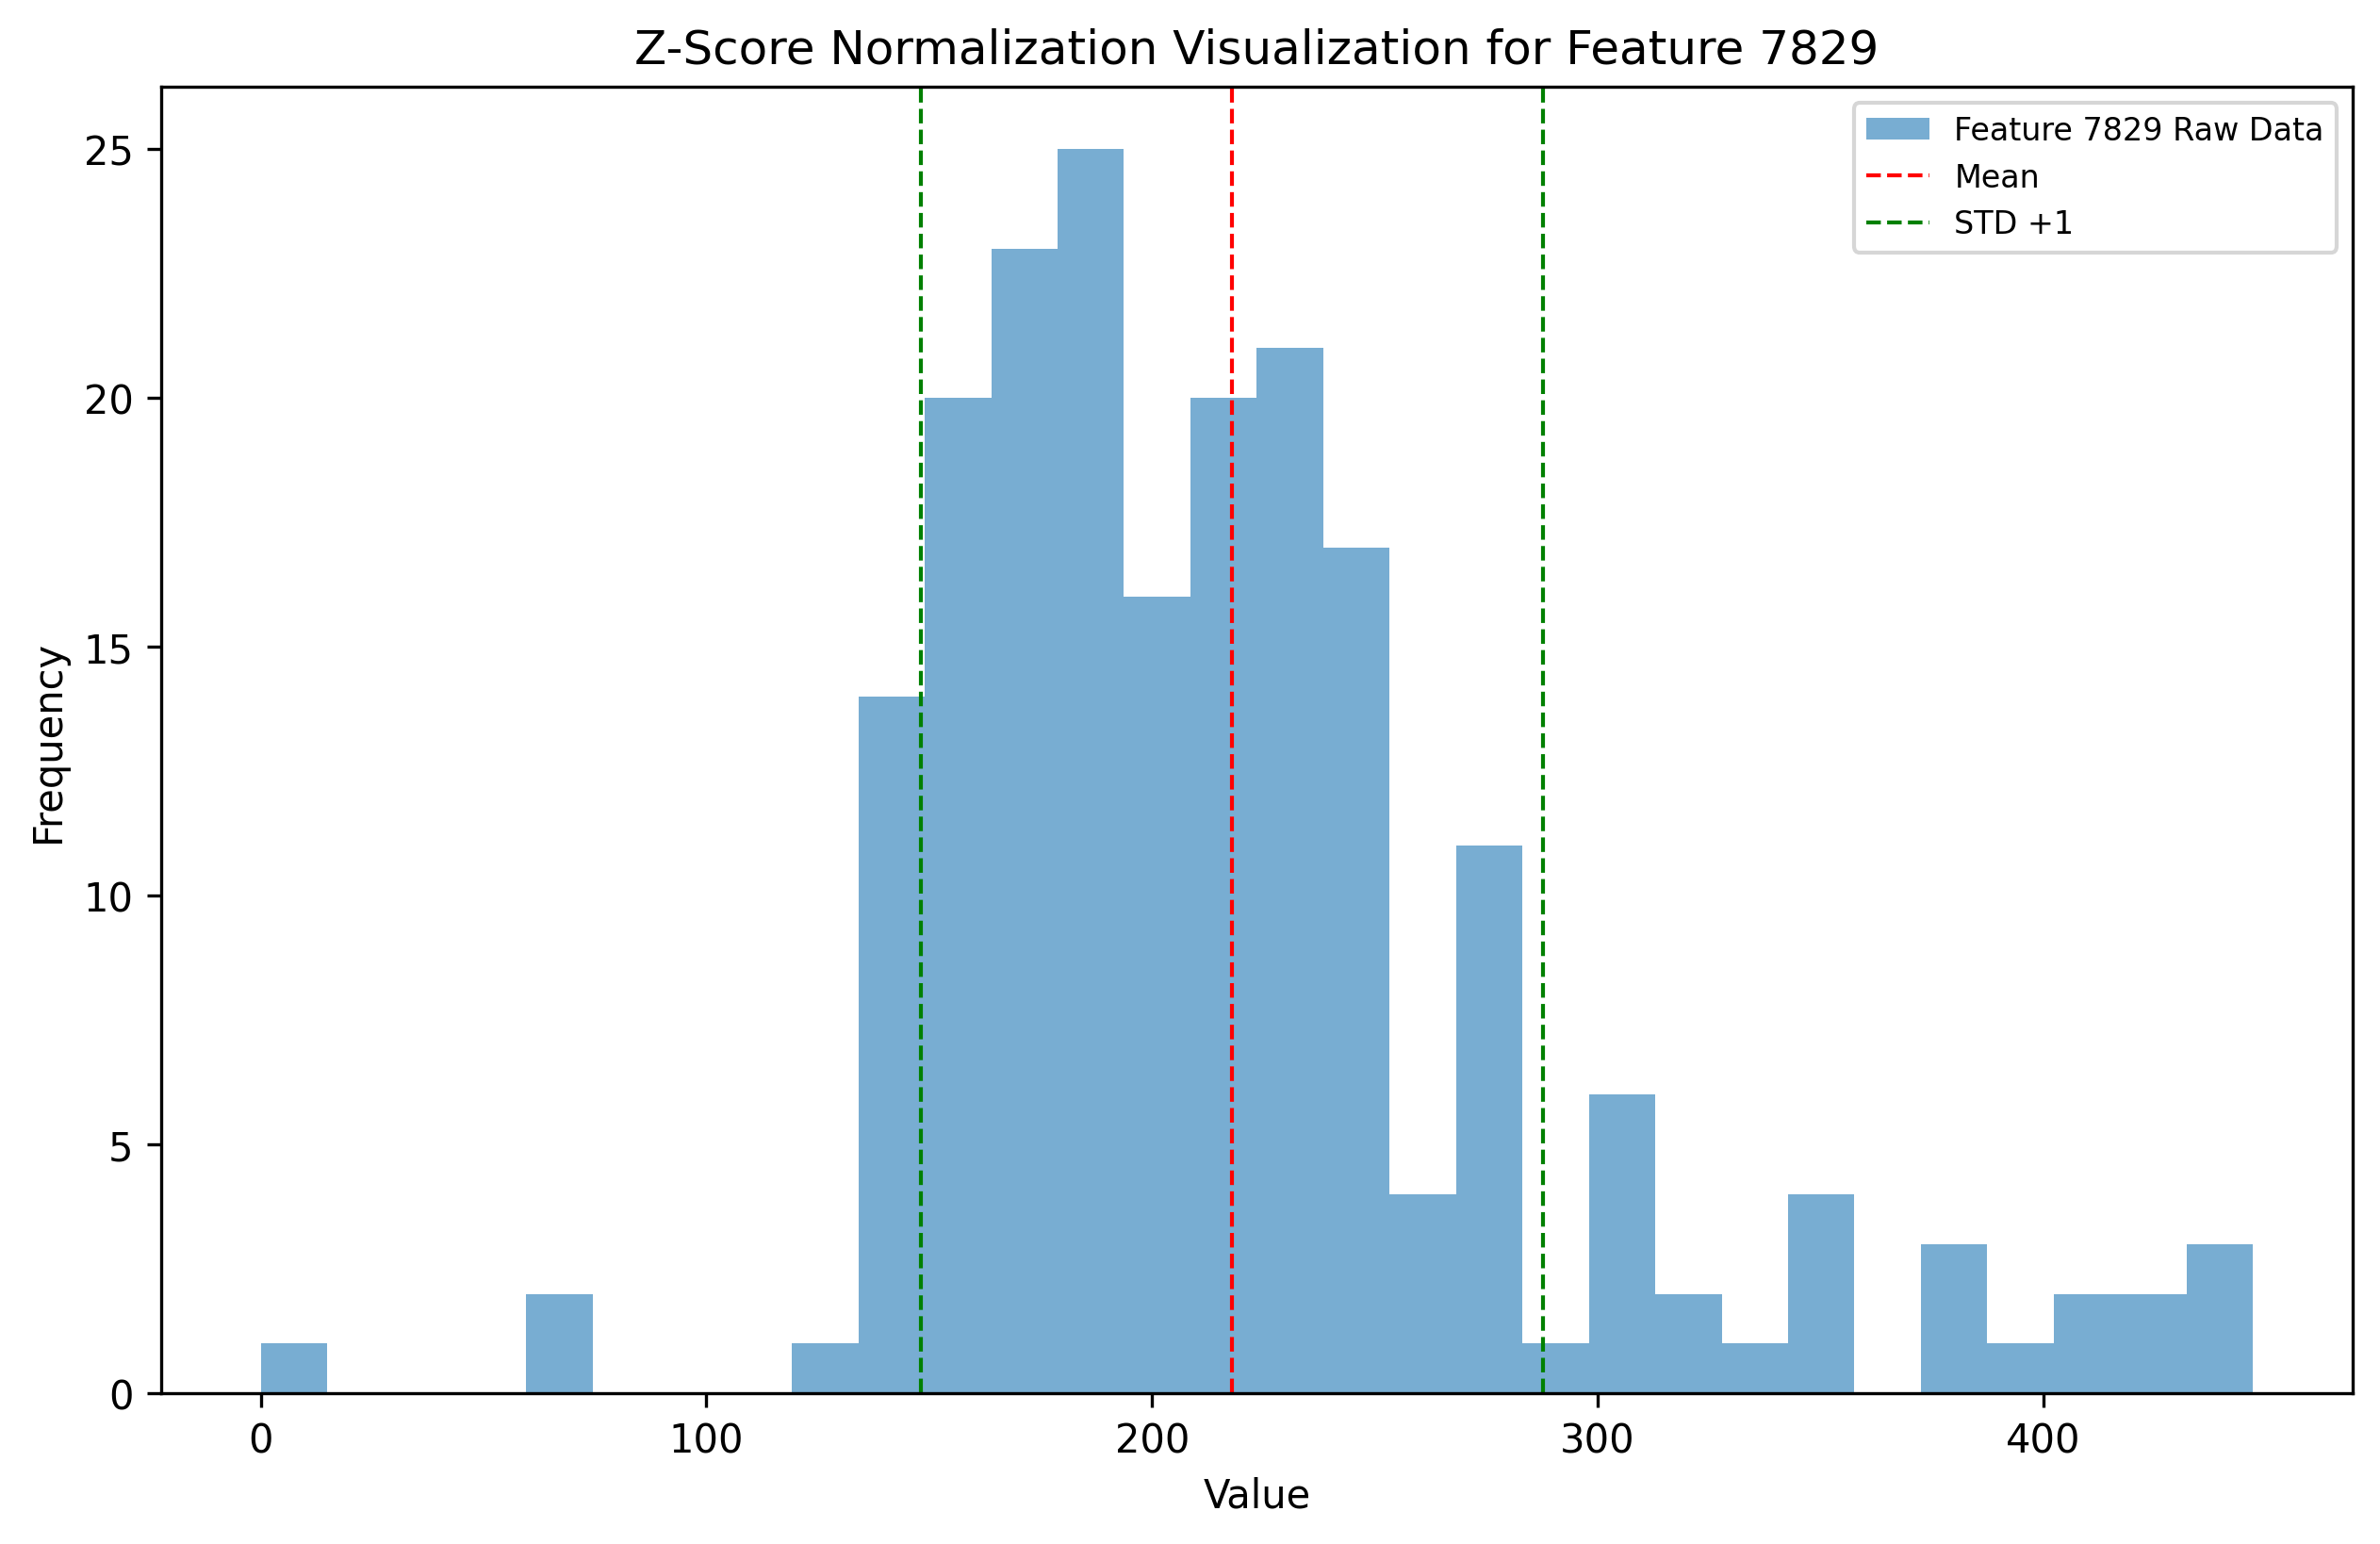 Z-Score Normalization Visualization for Feature 7829
Feature 7829 Raw Data
Mean
STD +1
25
20
15
10
5
0
Frequency
0 100 200 300 400
Value